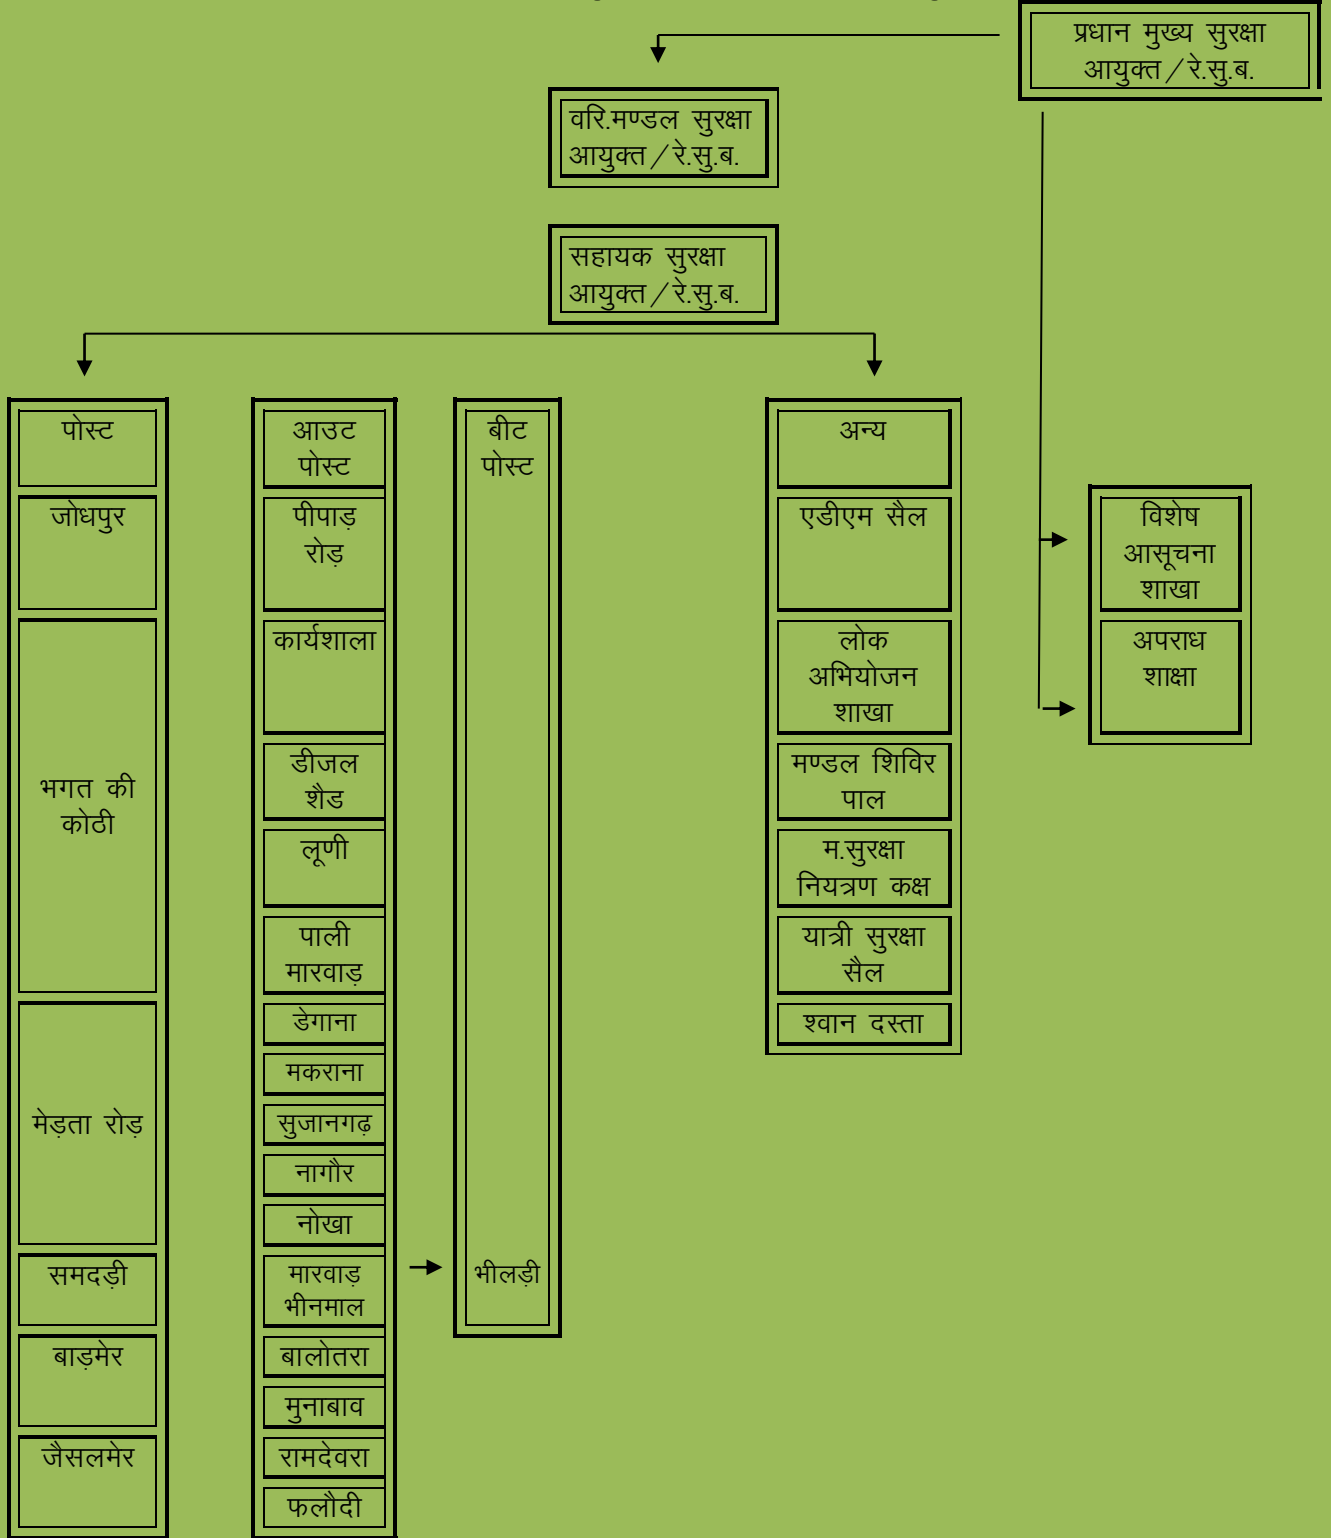 प्रधान मुख्य सुरक्षा
आयुक्त/रे.सु.ब.
वरि.मण्डल सुरक्षा
आयुक्त/रे.सु.ब.
सहायक सुरक्षा
आयुक्त/रे.सु.ब.
पोस्ट
जोधपुर
भगत की
कोठी
मेड़ता रोड़
समदड़ी
बाड़मेर
जैसलमेर
आउट
पोस्ट
पीपाड़
रोड़
कार्यशाला
डीजल
शैड
लूणी
पाली
मारवाड़
डेगाना
मकराना
सुजानगढ़
नागौर
नोखा
मारवाड़
भीनमाल
बालोतरा
मुनाबाव
रामदेवरा
फलौदी
बीट
पोस्ट
भीलड़ी
अन्य
एडीएम सैल
लोक
अभियोजन
शाखा
मण्डल शिविर
पाल
म.सुरक्षा
नियत्रण कक्ष
यात्री सुरक्षा
सैल
श्वान दस्ता
विशेष
आसूचना
शाखा
अपराध
शाक्षा